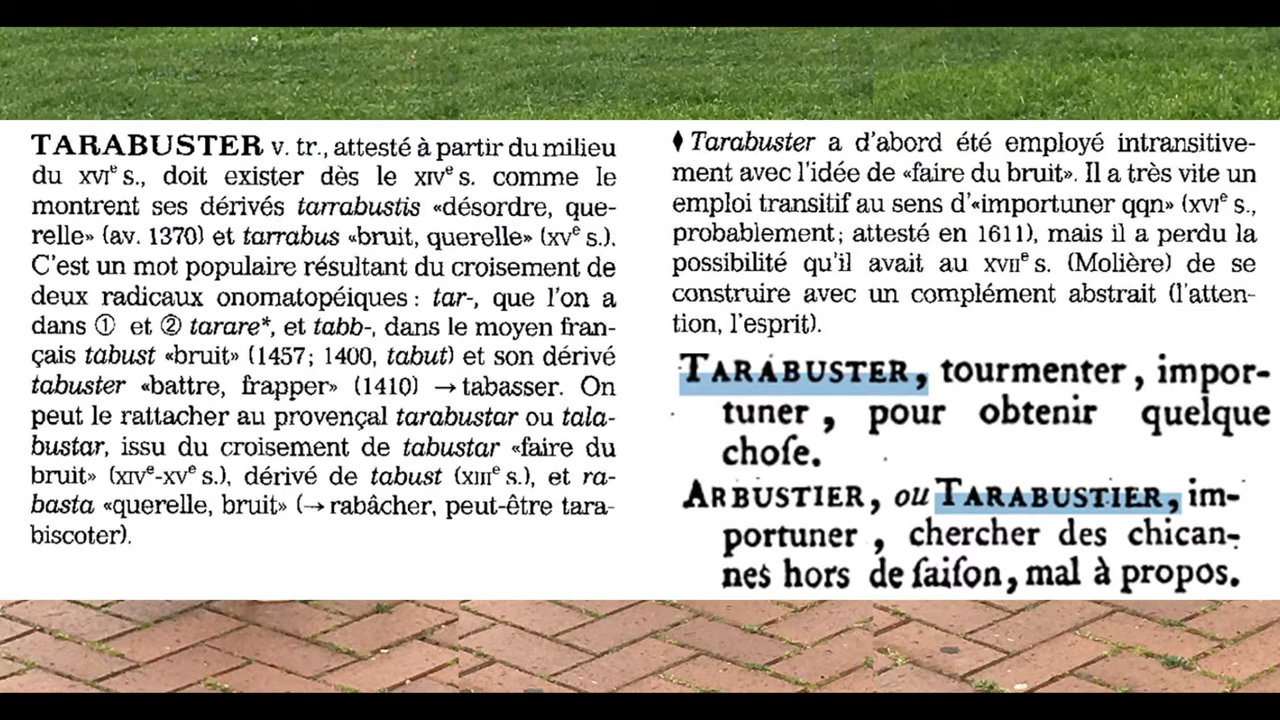 TARABUSTER v. tr., attesté à partir du milieu
du XVIᵉ s., doit exister dès le XIVᵉ s. comme le
montrent ses dérivés tarrabustis «désordre, que-
relle» (av. 1370) et tarrabus «bruit, querelle» (XVᵉ s.).
C'est un mot populaire résultant du croisement de
deux radicaux onomatopéiques : tar-, que l'on a
dans ① et ② tarare*, et tabb-, dans le moyen fran-
çais tabust «bruit» (1457; 1400, tabut) et son dérivé
tabuster «battre, frapper» (1410) → tabasser. On
peut le rattacher au provençal tarabustar ou tala-
bustar, issu du croisement de tabustar «faire du
bruit» (XIVᵉ-XVᵉ s.), dérivé de tabust (XIIIᵉ s.), et ra-
basta «querelle, bruit» (→ rabâcher, peut-être tara-
biscoter).
♦ Tarabuster a d'abord été employé intransitive-
ment avec l'idée de «faire du bruit». Il a très vite un
emploi transitif au sens d'«importuner qqn» (XVIᵉ s.,
probablement; attesté en 1611), mais il a perdu la
possibilité qu'il avait au XVIIᵉ s. (Molière) de se
construire avec un complément abstrait (l'atten-
tion, l'esprit).
TARABUSTER, tourmenter, impor-
tuner, pour obtenir quelque
choſe.
ARBUSTIER, ou TARABUSTIER, im-
portuner, chercher des chican-
nes hors de ſaiſon, mal à propos.